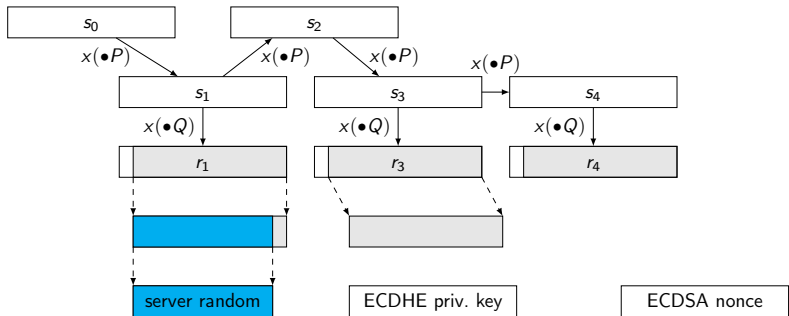 s₀ s₂
x(•P) x(•P) x(•P) x(•P)
s₁ s₃ s₄
x(•Q) x(•Q) x(•Q)
r₁ r₃ r₄
server random ECDHE priv. key ECDSA nonce